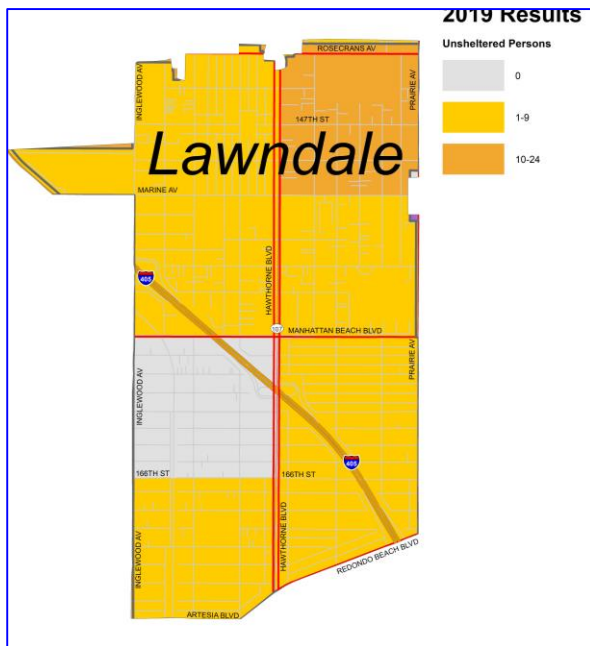 2019 Results
Unsheltered Persons
0
1-9
10-24
ROSECRANS AV
INGLEWOOD AV
PRAIRIE AV
147TH ST
Lawndale
MARINE AV
HAWTHORNE BLVD
405
107
MANHATTAN BEACH BLVD
PRAIRIE AV
INGLEWOOD AV
405
166TH ST
166TH ST
HAWTHORNE BLVD
INGLEWOOD AV
REDONDO BEACH BLVD
ARTESIA BLVD